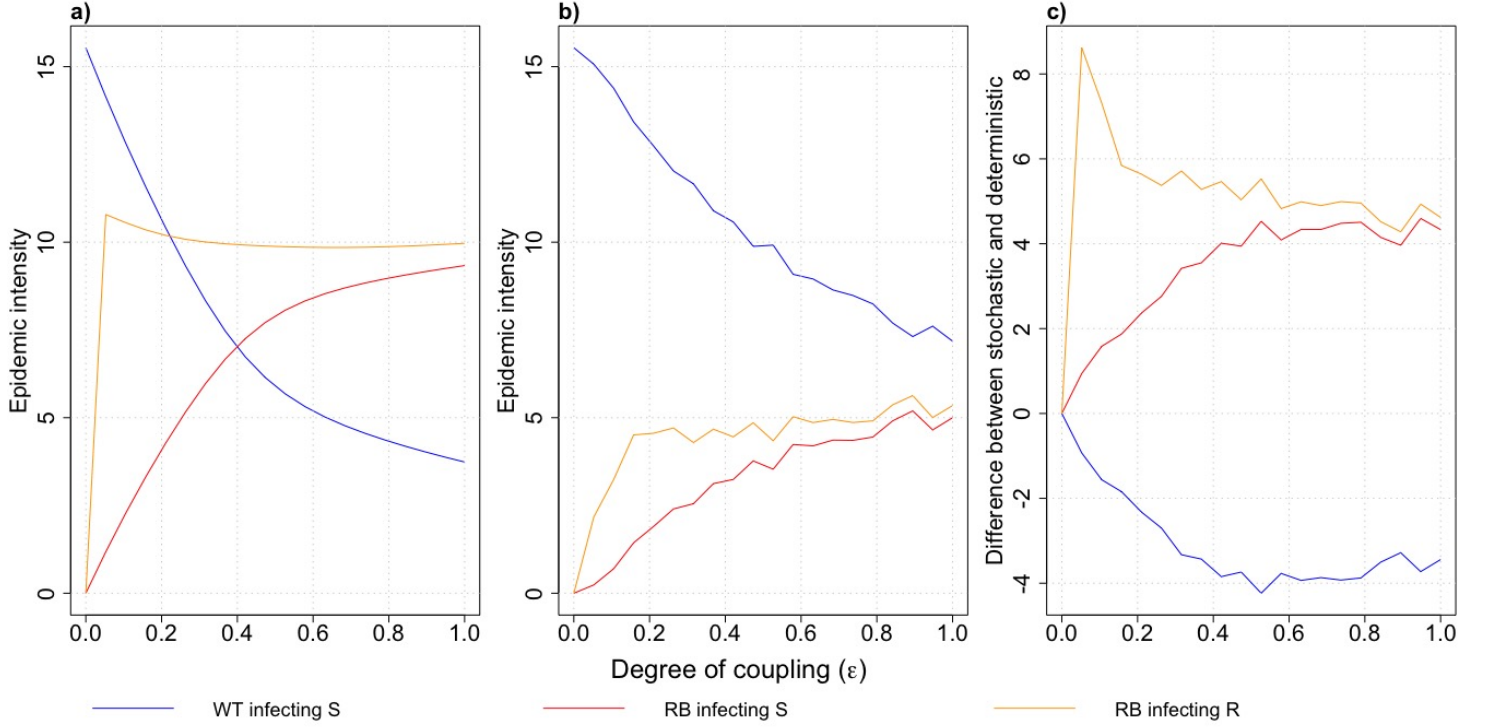 a)
Epidemic intensity
15
10
5
0
0.0 0.2 0.4 0.6 0.8 1.0
b)
Epidemic intensity
15
10
5
0
0.0 0.2 0.4 0.6 0.8 1.0
c)
Difference between stochastic and deterministic
8
6
4
2
0
-2
-4
0.0 0.2 0.4 0.6 0.8 1.0
Degree of coupling (ε)
WT infecting S RB infecting S RB infecting R